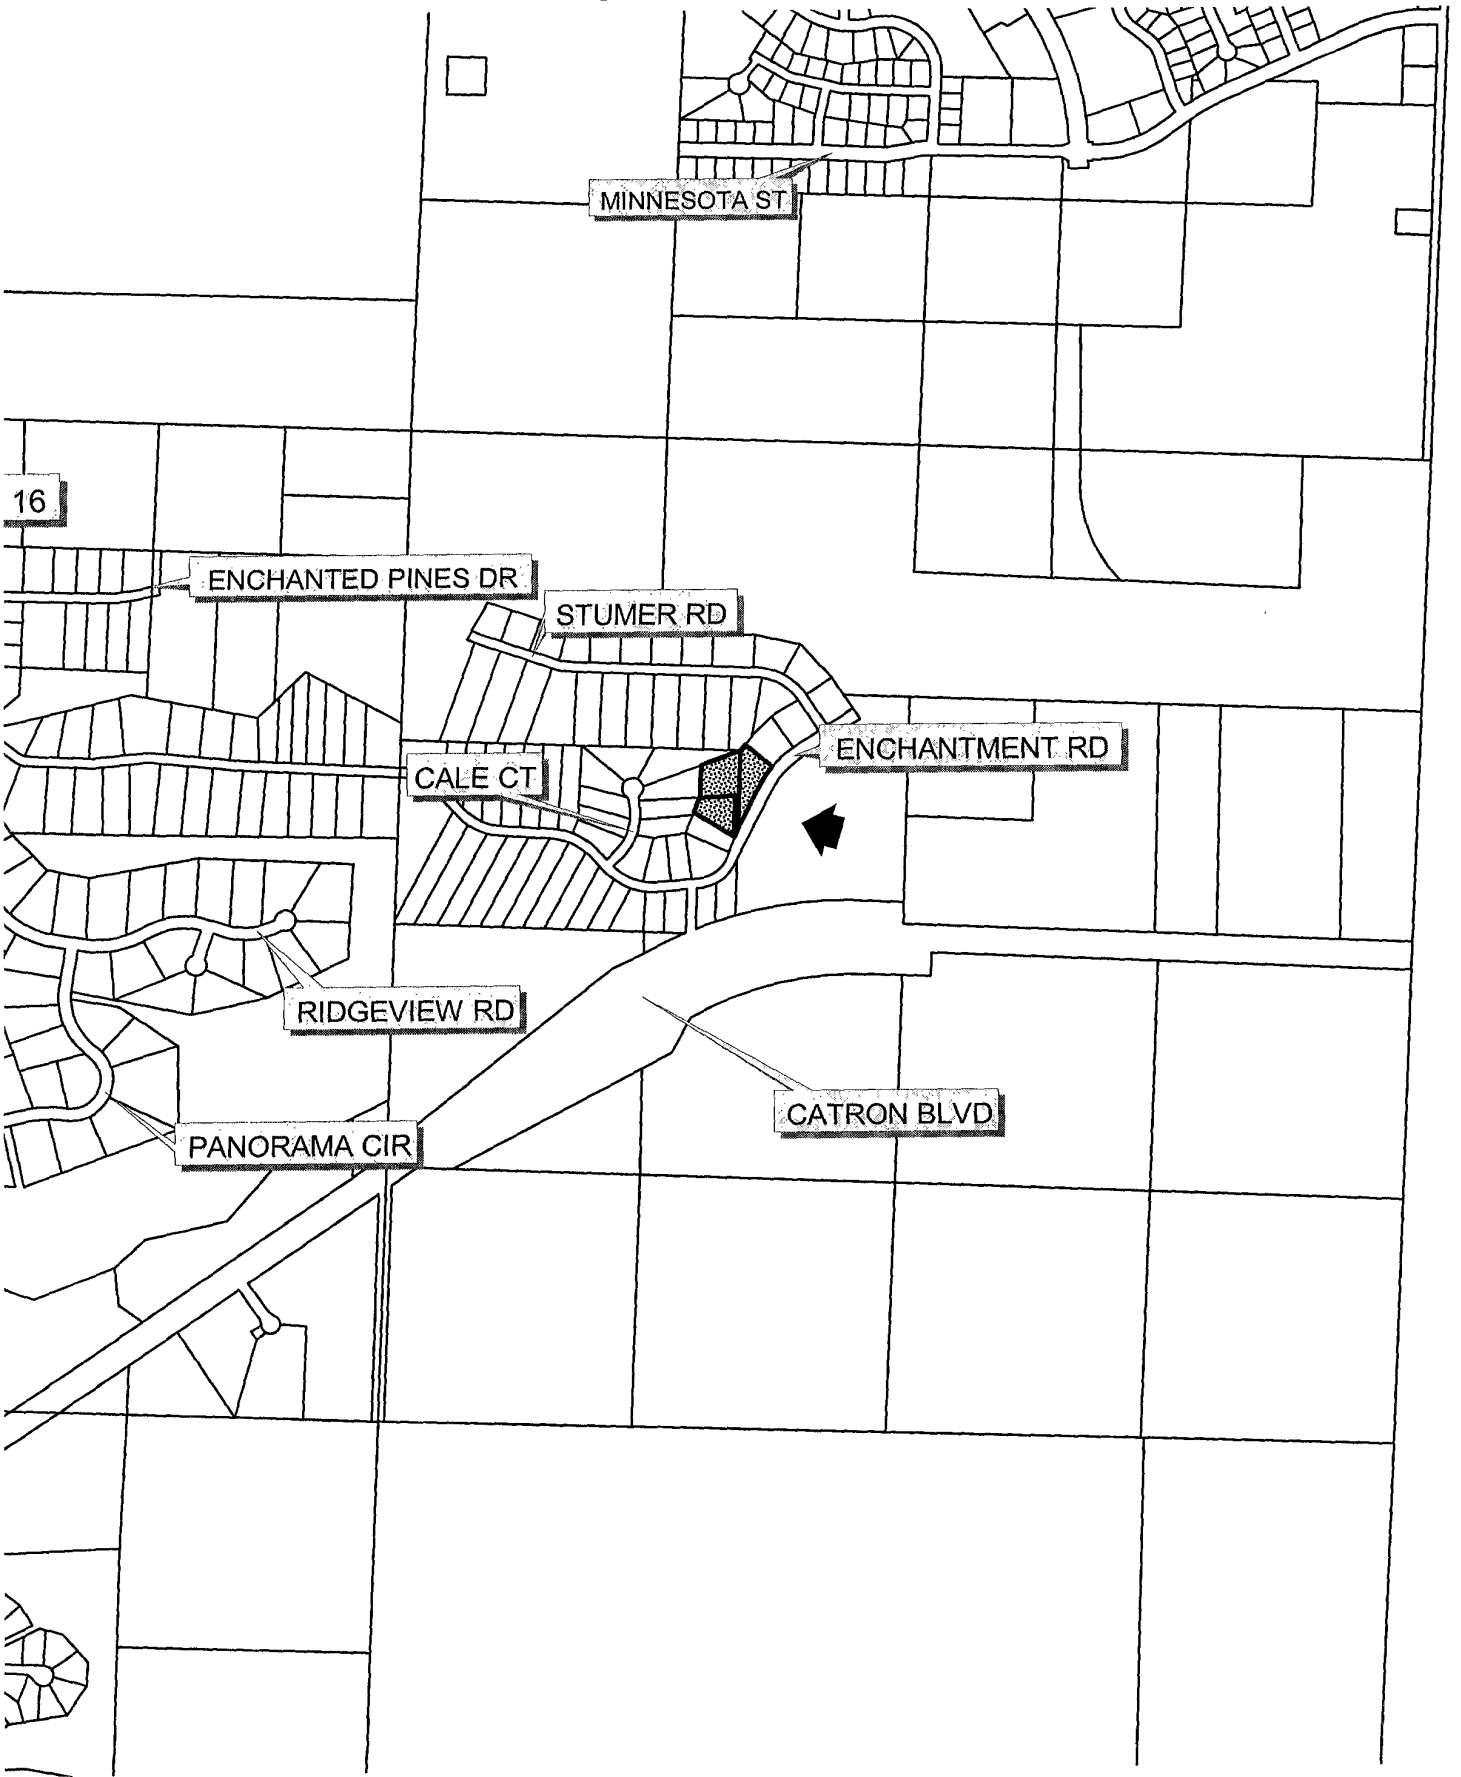 MINNESOTA ST
16
ENCHANTED PINES DR
STUMER RD
ENCHANTMENT RD
CALE CT
RIDGEVIEW RD
CATRON BLVD
PANORAMA CIR